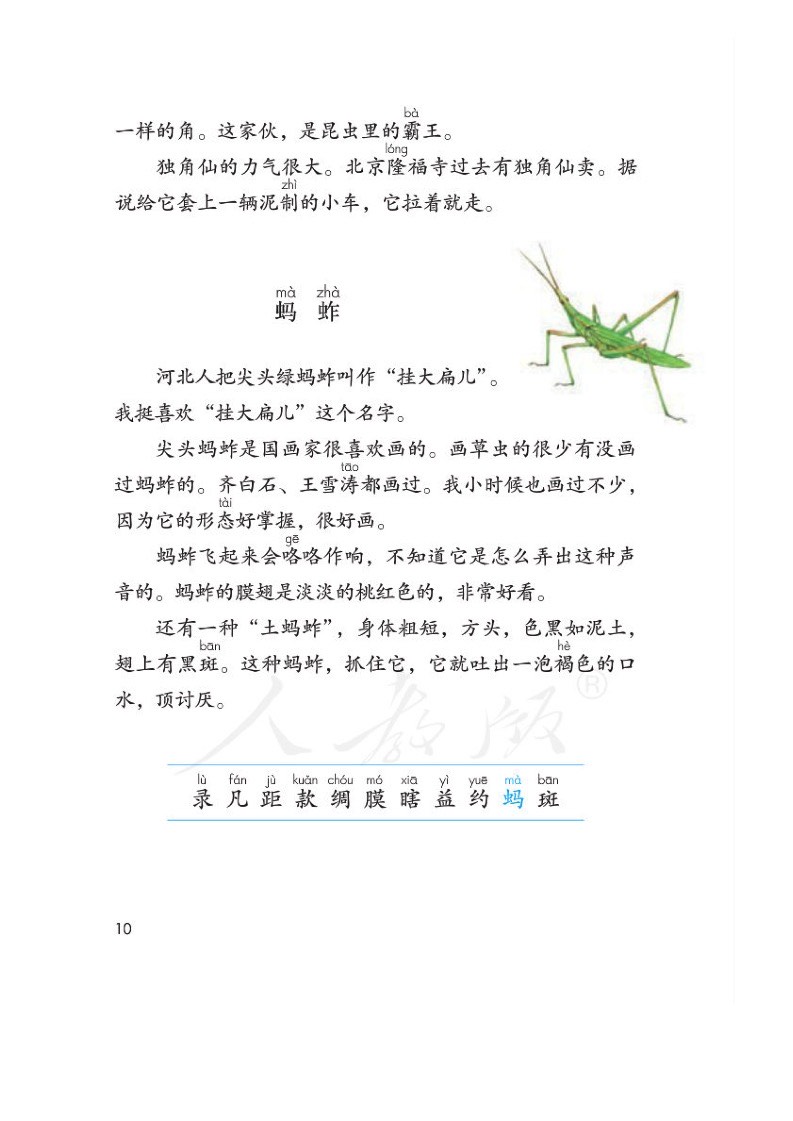 bà
一样的角。这家伙，是昆虫里的霸王。
lóng
独角仙的力气很大。北京隆福寺过去有独角仙卖。据
zhì
说给它套上一辆泥制的小车，它拉着就走。
mà zhà
蚂 蚱
河北人把尖头绿蚂蚱叫作“挂大扁儿”。
我挺喜欢“挂大扁儿”这个名字。
尖头蚂蚱是国画家很喜欢画的。画草虫的很少有没画
tāo
过蚂蚱的。齐白石、王雪涛都画过。我小时候也画过不少，
tài
因为它的形态好掌握，很好画。
gē
蚂蚱飞起来会咯咯作响，不知道它是怎么弄出这种声
音的。蚂蚱的膜翅是淡淡的桃红色的，非常好看。
还有一种“土蚂蚱”，身体粗短，方头，色黑如泥土，
bān hè
翅上有黑斑。这种蚂蚱，抓住它，它就吐出一泡褐色的口
水，顶讨厌。
人教版®
lù fán jù kuǎn chóu mó xiā yì yuē mà bān
录 凡 距 款 绸 膜 瞎 益 约 蚂 斑
10